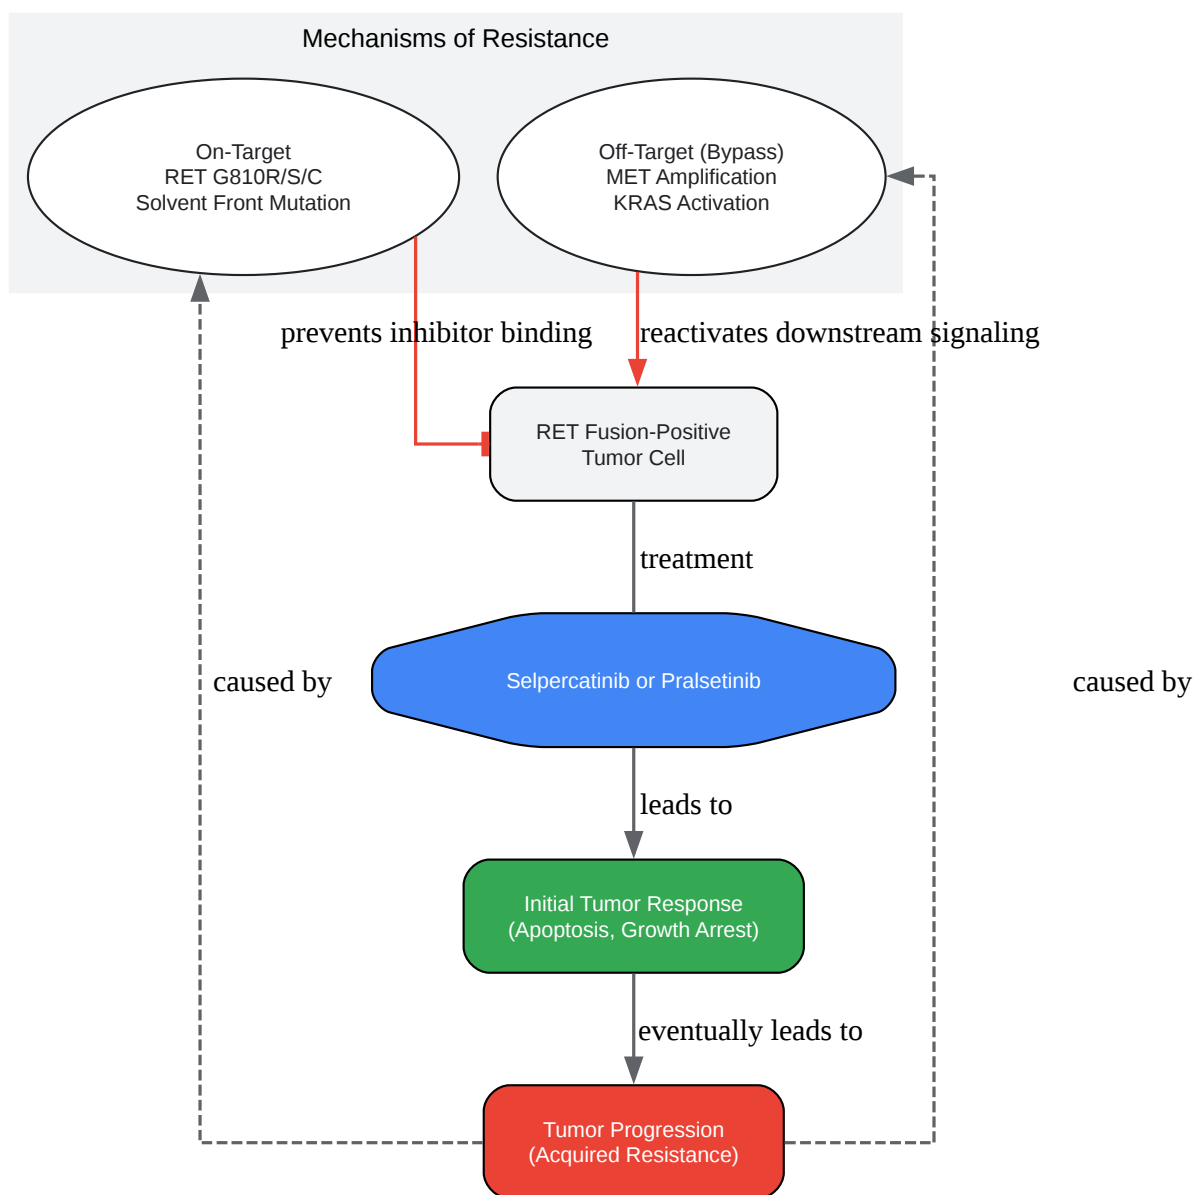 Mechanisms of Resistance
On-Target
RET G810R/S/C
Solvent Front Mutation
Off-Target (Bypass)
MET Amplification
KRAS Activation
prevents inhibitor binding
reactivates downstream signaling
RET Fusion-Positive
Tumor Cell
treatment
Selpercatinib or Pralsetinib
caused by
caused by
leads to
Initial Tumor Response
(Apoptosis, Growth Arrest)
eventually leads to
Tumor Progression
(Acquired Resistance)